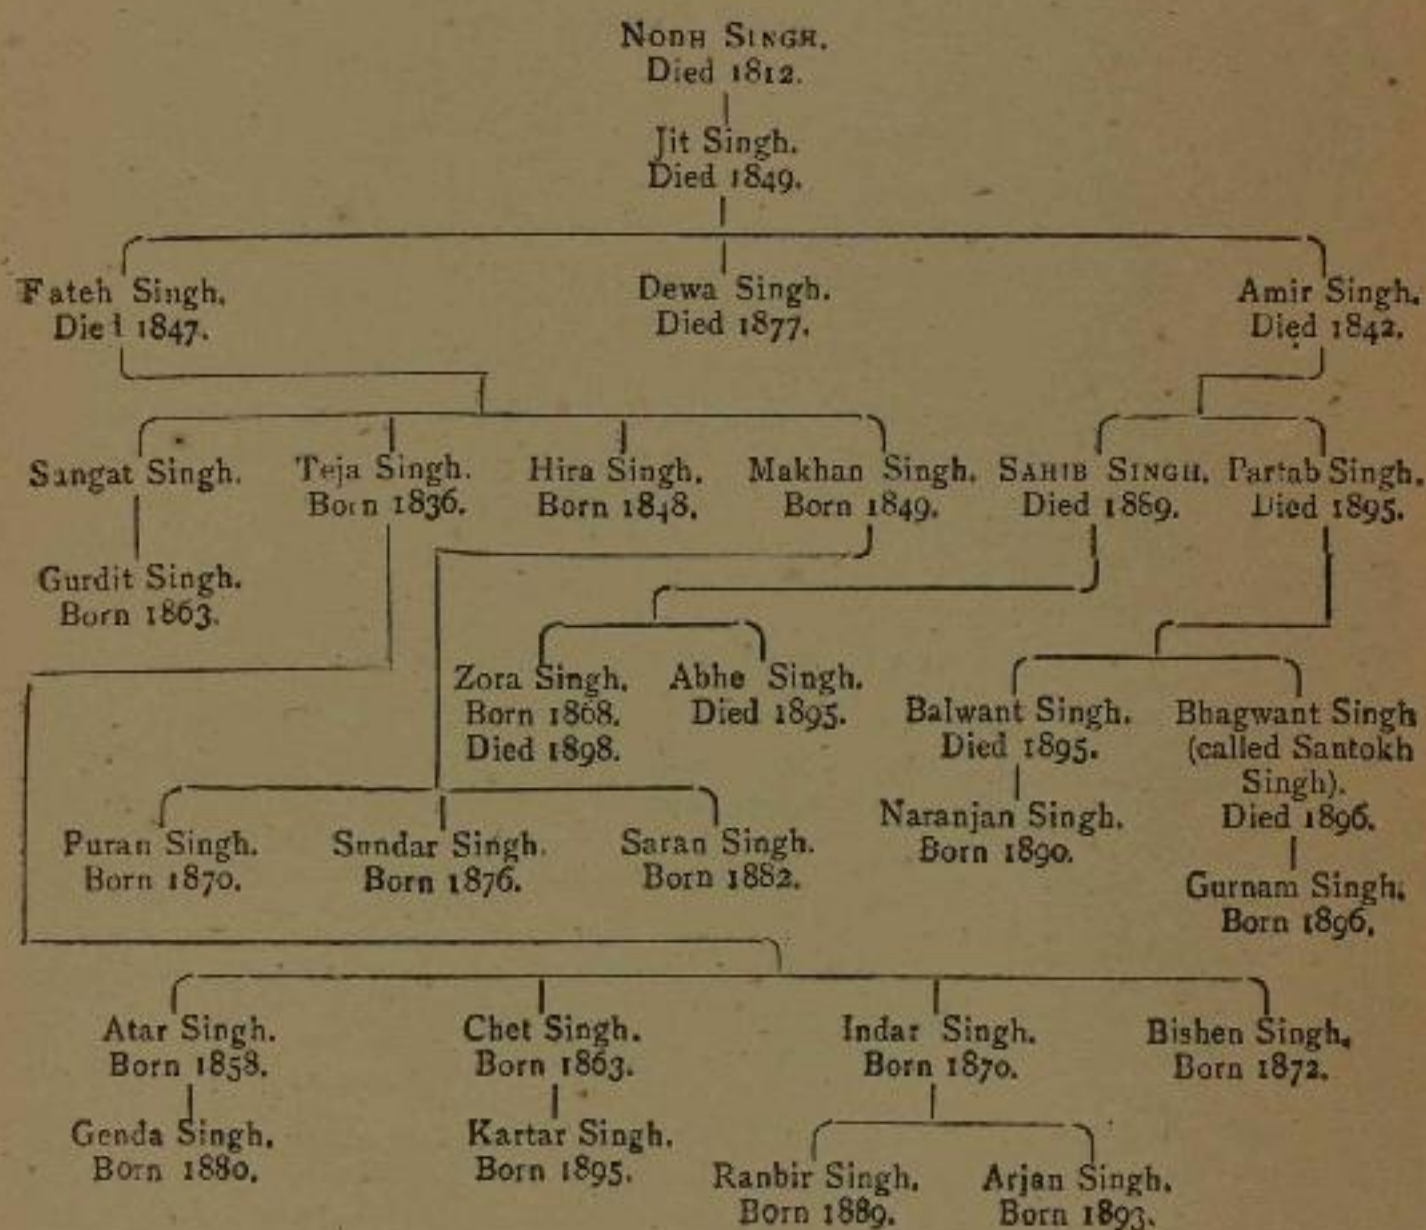 NODH SINGH.
Died 1812.
Jit Singh.
Died 1849.
Fateh Singh.
Died 1847.
Dewa Singh.
Died 1877.
Amir Singh.
Died 1842.
Sangat Singh.
Teja Singh.
Born 1836.
Hira Singh.
Born 1848.
Makhan Singh.
Born 1849.
SAHIB SINGH.
Died 1889.
Partab Singh.
Died 1895.
Gurdit Singh.
Born 1863.
Zora Singh.
Born 1868.
Died 1898.
Abhe Singh.
Died 1895.
Balwant Singh.
Died 1895.
Bhagwant Singh
(called Santokh
Singh).
Died 1896.
Naranjan Singh.
Born 1890.
Gurnam Singh.
Born 1896.
Puran Singh.
Born 1870.
Sundar Singh.
Born 1876.
Saran Singh.
Born 1882.
Atar Singh.
Born 1858.
Chet Singh.
Born 1863.
Indar Singh.
Born 1870.
Bishen Singh.
Born 1872.
Genda Singh.
Born 1880.
Kartar Singh.
Born 1895.
Ranbir Singh.
Born 1889.
Arjan Singh.
Born 1893.